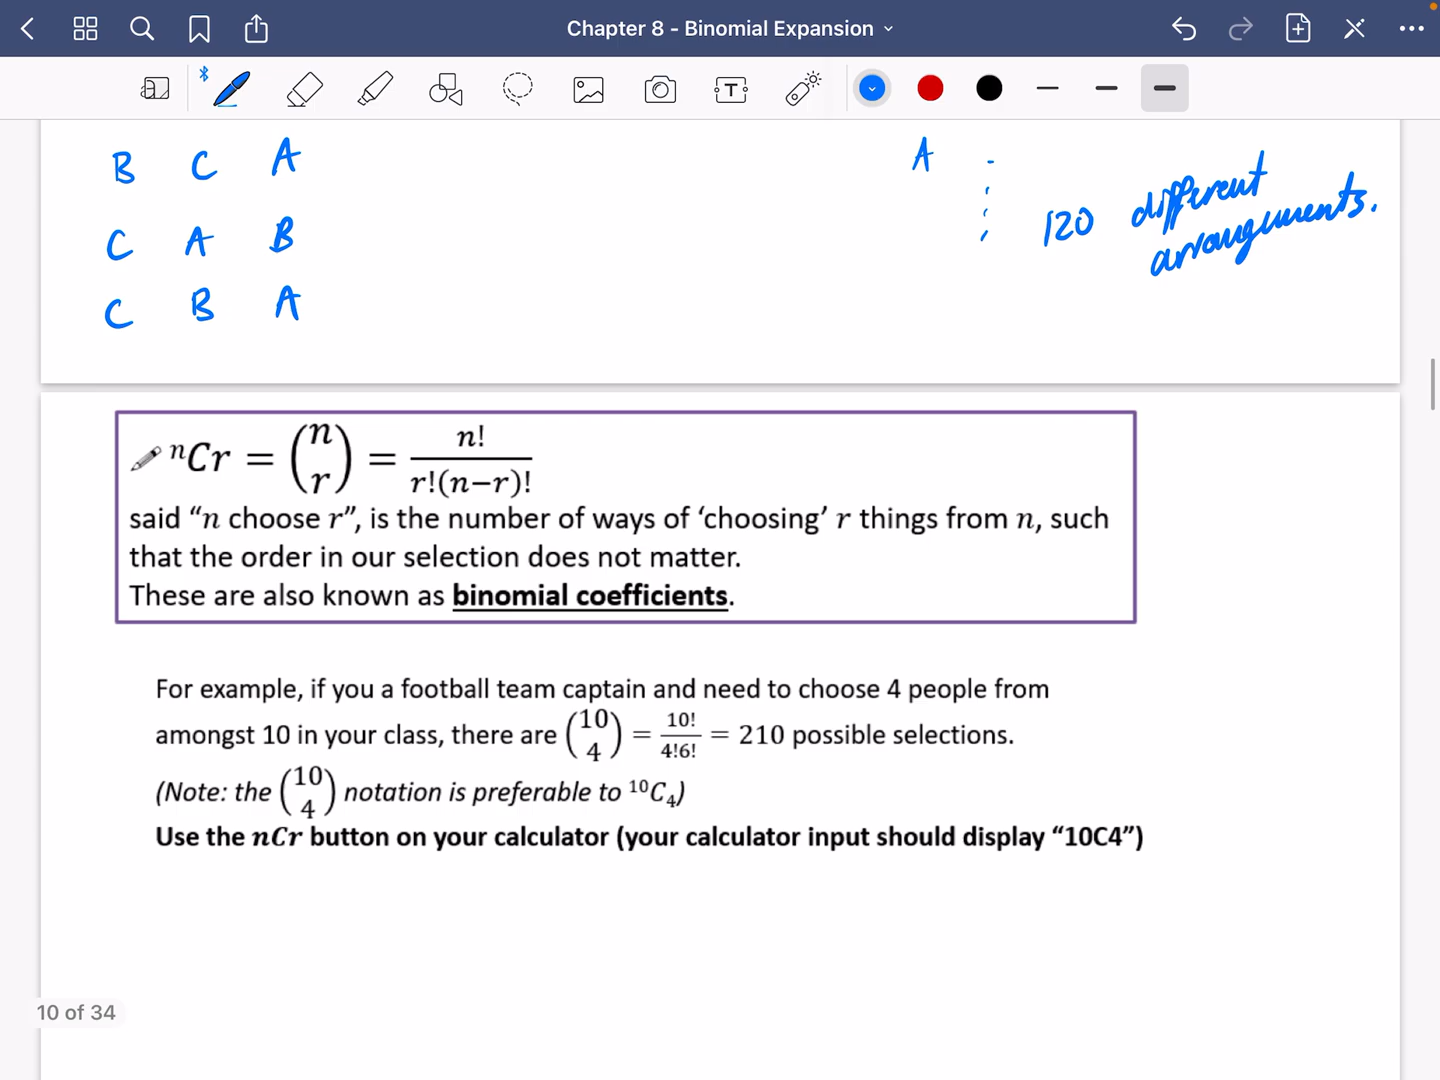 Chapter 8 - Binomial Expansion
T
B C A
C A B
C B A
A
120 different arrangements.
ⁿCr = (n r) = n!/r!(n−r)!
said “n choose r”, is the number of ways of ‘choosing’ r things from n, such
that the order in our selection does not matter.
These are also known as binomial coefficients.
For example, if you a football team captain and need to choose 4 people from
amongst 10 in your class, there are (10 4) = 10!/4!6! = 210 possible selections.
(Note: the (10 4) notation is preferable to ¹⁰C₄)
Use the nCr button on your calculator (your calculator input should display “10C4”)
10 of 34